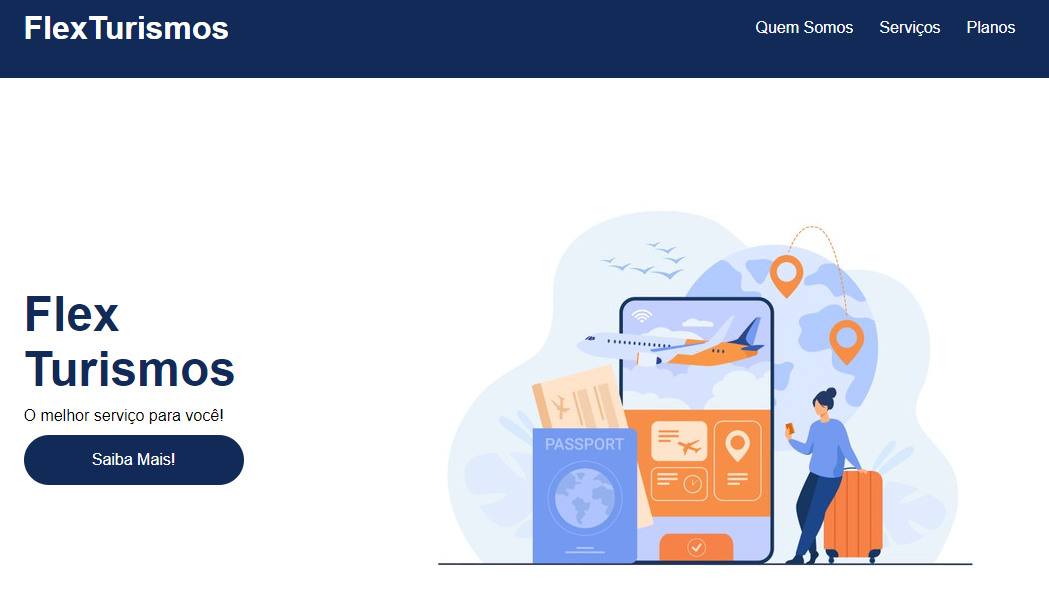 FlexTurismos
Quem Somos Serviços Planos
Flex
Turismos
O melhor serviço para você!
Saiba Mais!
PASSPORT